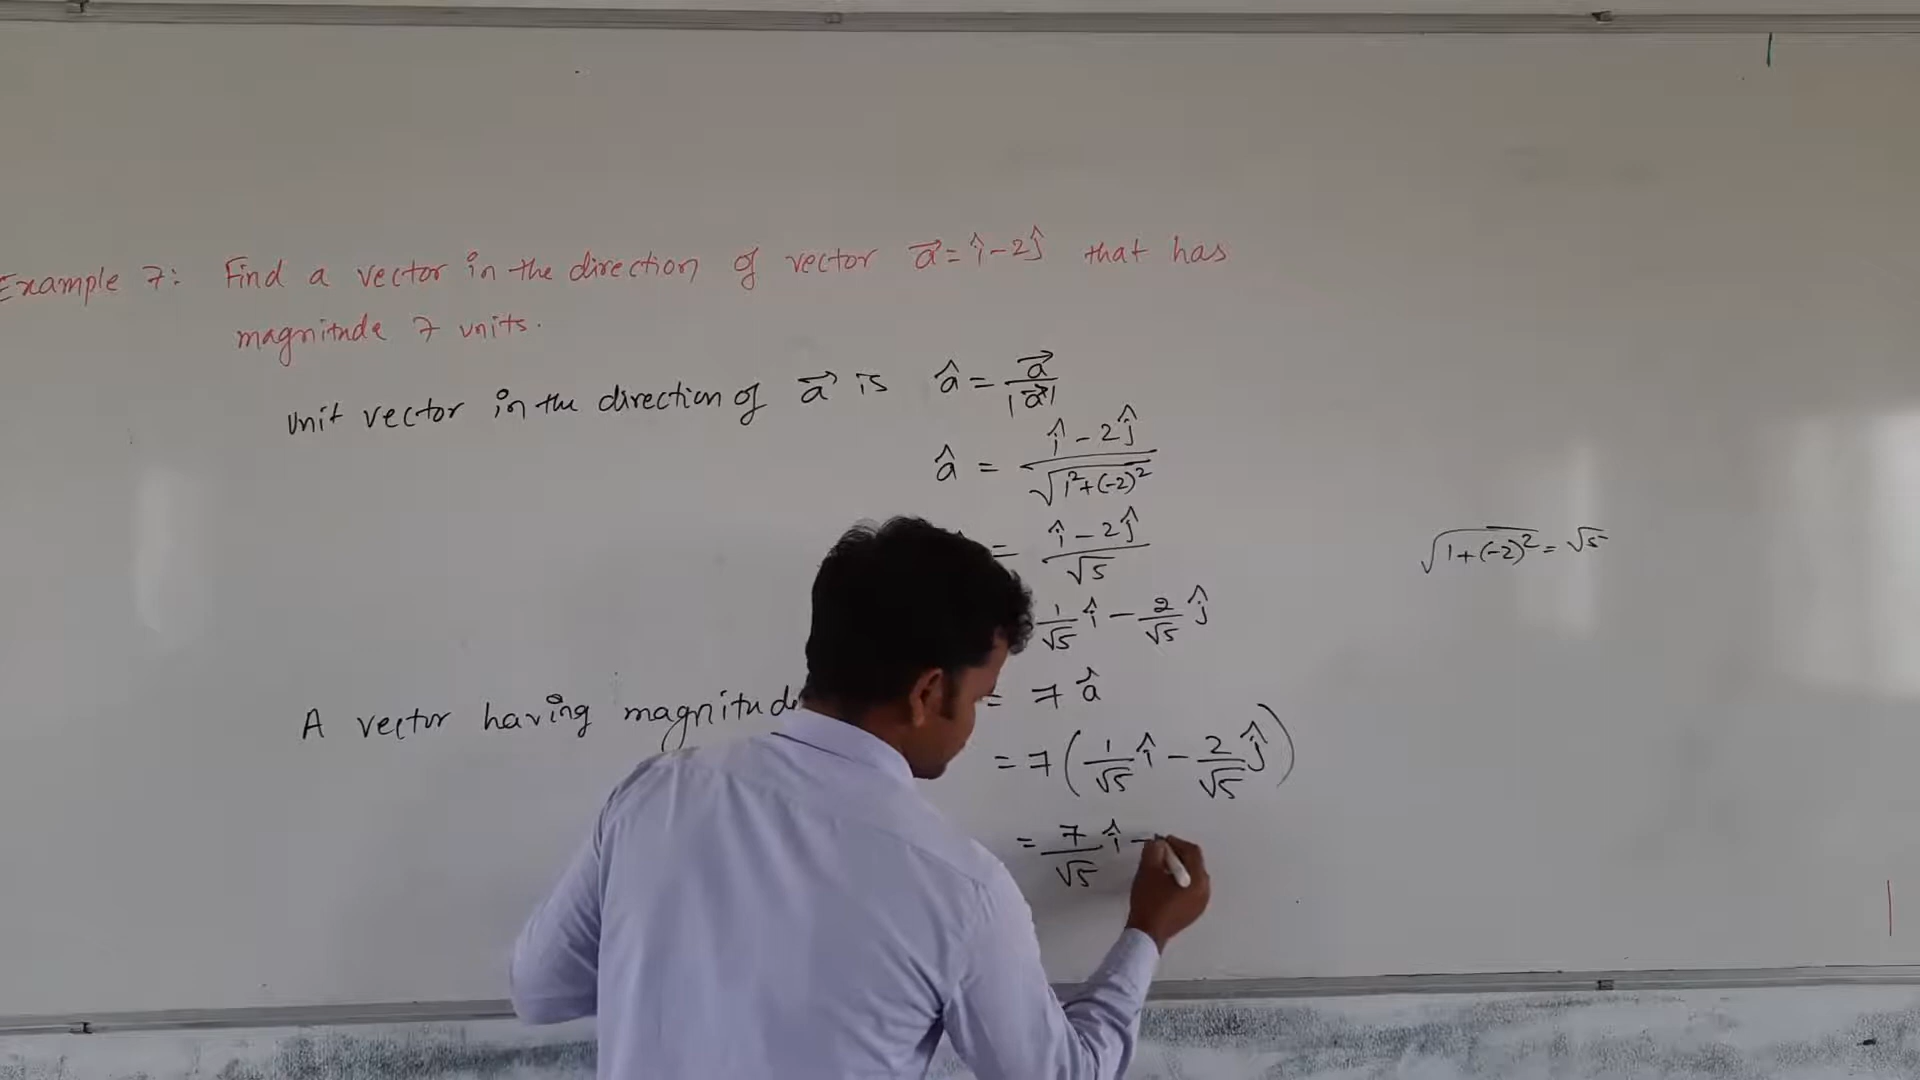 Example 7: Find a vector in the direction of vector a⃗ = î − 2ĵ that has
magnitude 7 units.
Unit vector in the direction of a⃗ is â = a⃗/|a⃗|
â = (î − 2ĵ)/√(1² + (−2)²)
= (î − 2ĵ)/√5
√(1 + (−2)²) = √5
1/√5 î − 2/√5 ĵ
A vector having magnitude = 7 â
= 7(1/√5 î − 2/√5 ĵ)
= 7/√5 î −